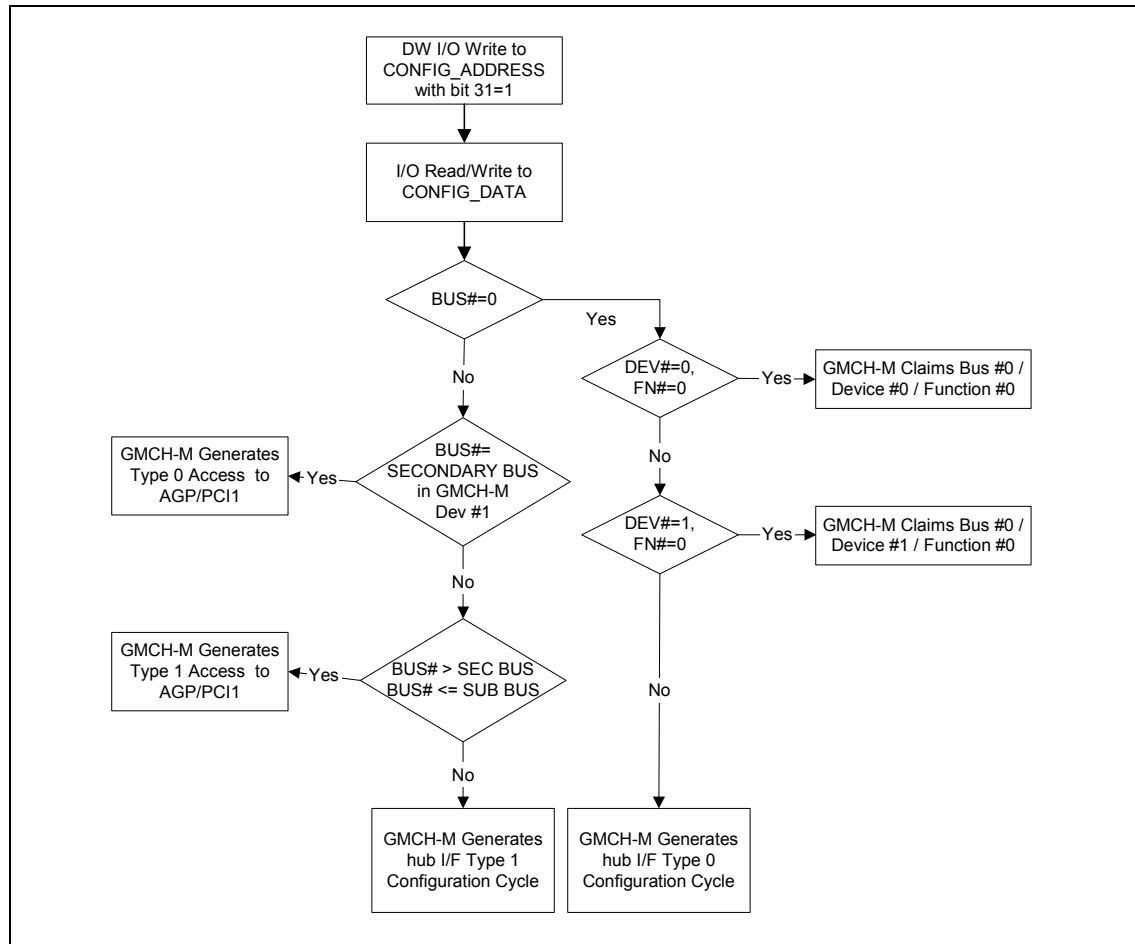 DW I/O Write to
CONFIG_ADDRESS
with bit 31=1
I/O Read/Write to
CONFIG_DATA
BUS#=0
Yes
No
DEV#=0,
FN#=0
Yes
GMCH-M Claims Bus #0 /
Device #0 / Function #0
No
GMCH-M Generates
Type 0 Access to
AGP/PCI1
Yes
BUS#=
SECONDARY BUS
in GMCH-M
Dev #1
DEV#=1,
FN#=0
Yes
GMCH-M Claims Bus #0 /
Device #1 / Function #0
No
GMCH-M Generates
Type 1 Access to
AGP/PCI1
Yes
BUS# > SEC BUS
BUS# <= SUB BUS
No
No
GMCH-M Generates
hub I/F Type 1
Configuration Cycle
GMCH-M Generates
hub I/F Type 0
Configuration Cycle